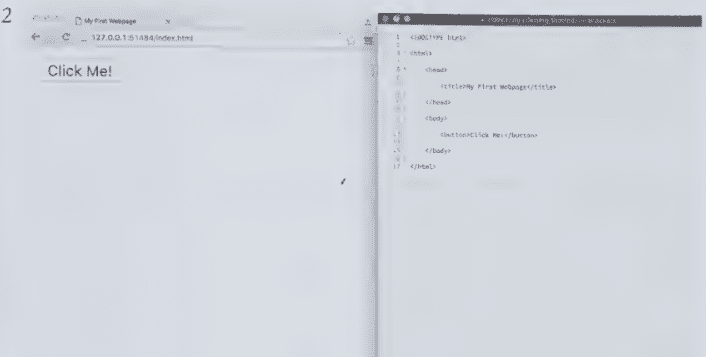 2
My First Webpage
127.0.0.1:51484/index.html
Click Me!
<!DOCTYPE html>
<html>
<head>
<title>My First Webpage</title>
</head>
<body>
<button>Click Me!</button>
</body>
</html>